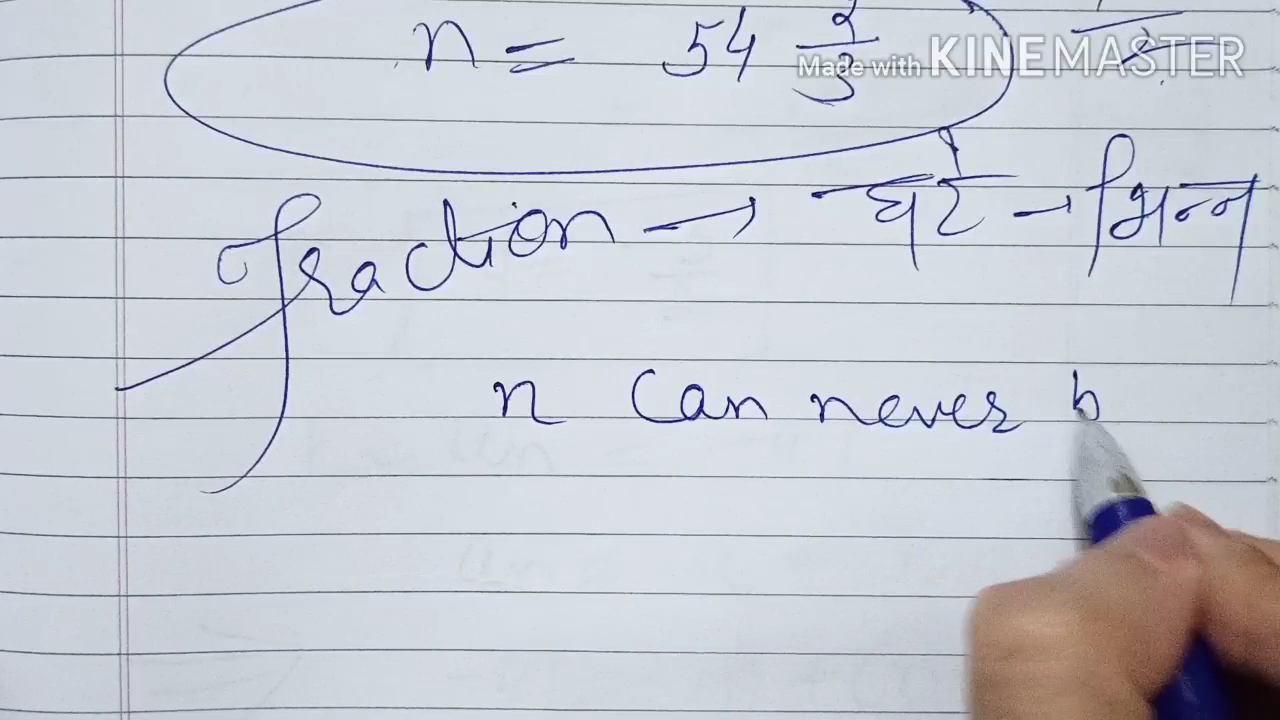 n = 54 2/3
Made with KINEMASTER
fraction → घटे → भिन्न
n can never b